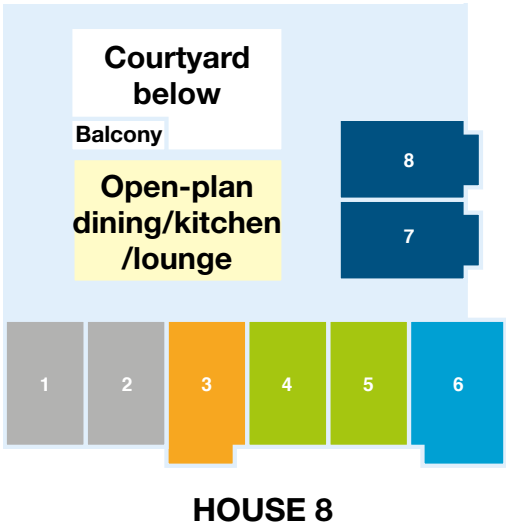 Courtyard
below
Balcony
Open-plan
dining/kitchen
/lounge
8
7
1 2 3 4 5 6
HOUSE 8